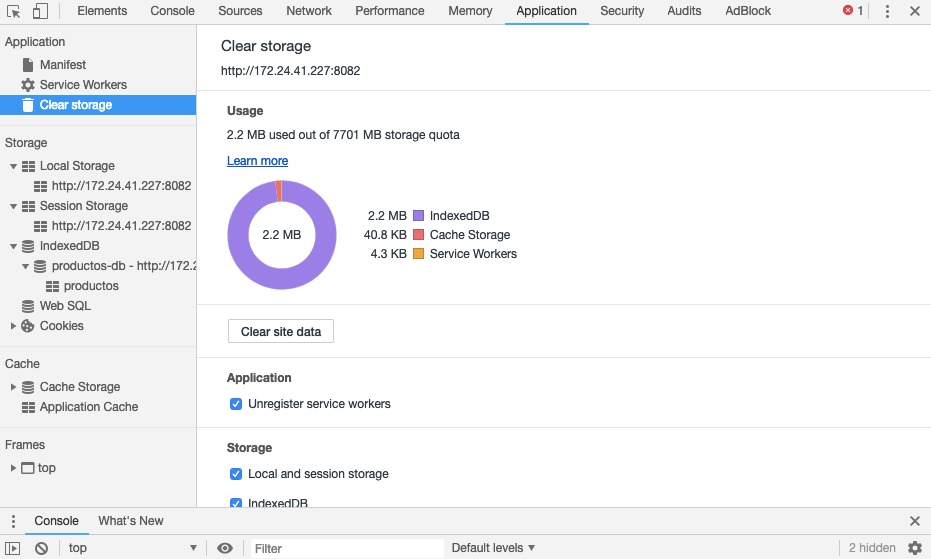 Elements Console Sources Network Performance Memory Application Security Audits AdBlock 1
Application
Manifest
Service Workers
Clear storage
Storage
Local Storage
http://172.24.41.227:8082
Session Storage
http://172.24.41.227:8082
IndexedDB
productos-db - http://172.2
productos
Web SQL
Cookies
Cache
Cache Storage
Application Cache
Frames
top
Clear storage
http://172.24.41.227:8082
Usage
2.2 MB used out of 7701 MB storage quota
Learn more
2.2 MB
2.2 MB IndexedDB
40.8 KB Cache Storage
4.3 KB Service Workers
Clear site data
Application
Unregister service workers
Storage
Local and session storage
IndexedDB
Console What's New
top Filter Default levels 2 hidden